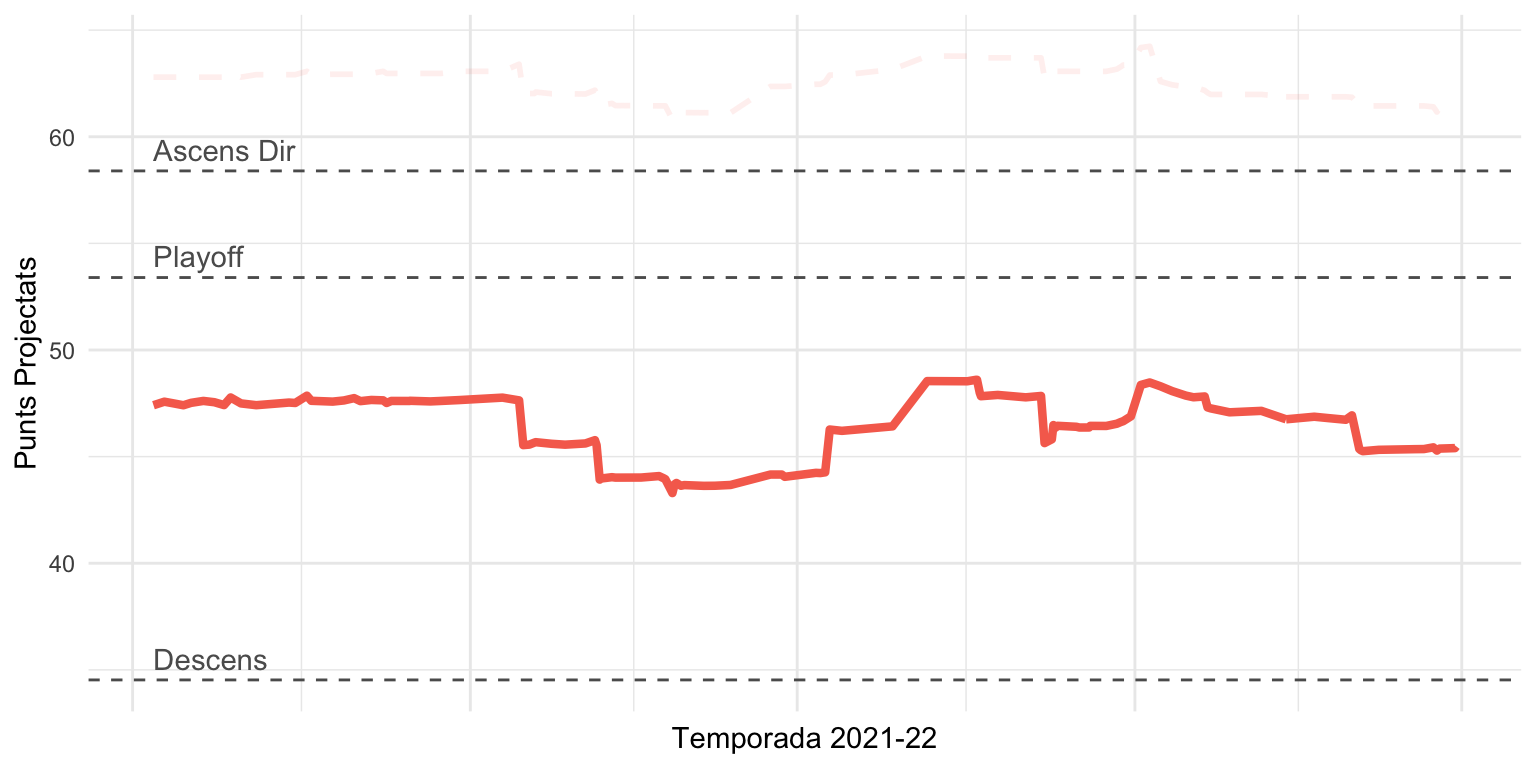 60
Ascens Dir
Playoff
Punts Projectats
50
40
Descens
Temporada 2021-22